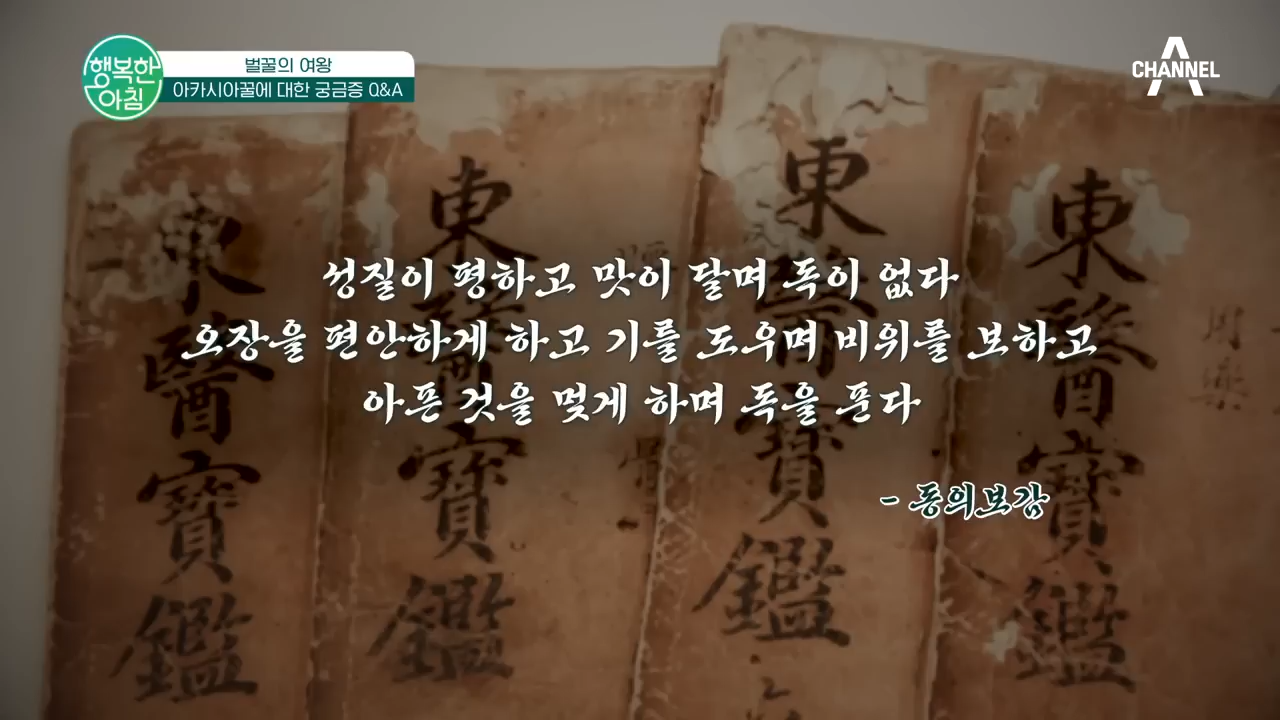 행복한
아침
벌꿀의 여왕
아카시아꿀에 대한 궁금증 Q&A
A
CHANNEL
성질이 평하고 맛이 달며 독이 없다
오장을 편안하게 하고 기를 도우며 비위를 보하고
아픈 것을 멎게 하며 독을 푼다
- 동의보감
東醫寶鑑
東醫寶鑑
東醫寶鑑
東醫寶鑑